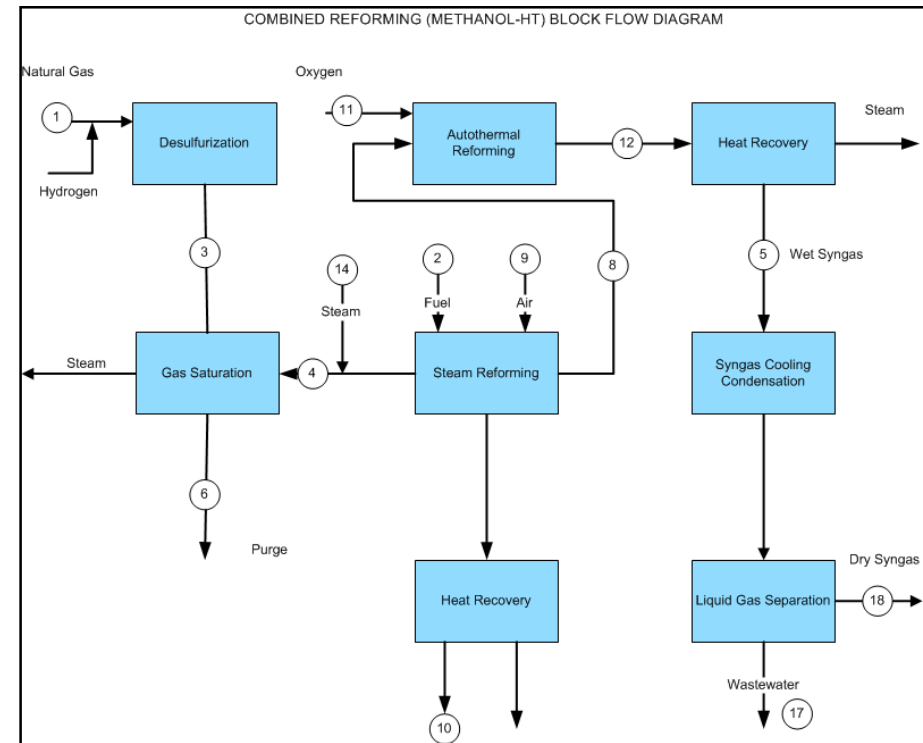 COMBINED REFORMING (METHANOL-HT) BLOCK FLOW DIAGRAM
Natural Gas
Oxygen
1
11
Desulfurization
Autothermal
Reforming
12
Heat Recovery
Steam
Hydrogen
3
14
2
9
8
5
Wet Syngas
Steam
Fuel
Air
Steam
Gas Saturation
4
Steam Reforming
Syngas Cooling
Condensation
6
Purge
Heat Recovery
Liquid Gas Separation
Dry Syngas
18
Wastewater
17
10